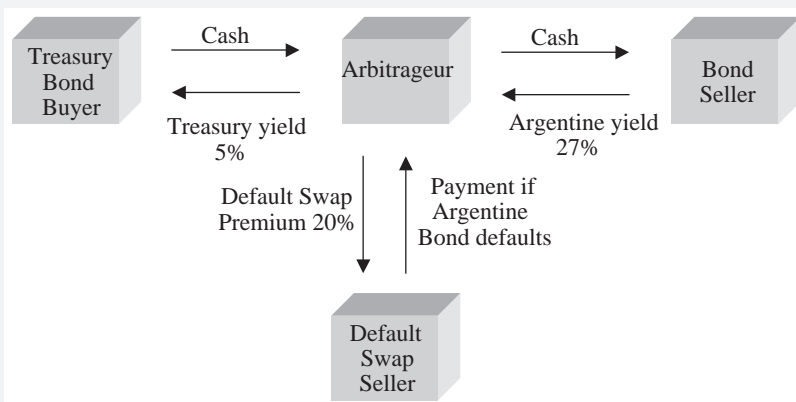 Cash
Cash
Treasury
Bond
Buyer
Arbitrageur
Bond
Seller
Treasury yield
5%
Argentine yield
27%
Default Swap
Premium 20%
Payment if
Argentine
Bond defaults
Default
Swap
Seller